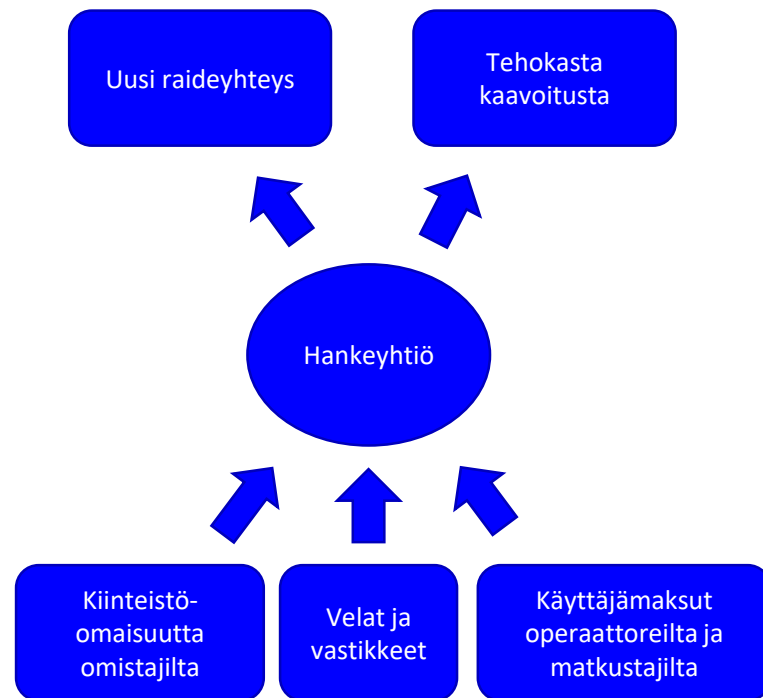 Uusi raideyhteys
Tehokasta
kaavoitusta
Hankeyhtiö
Kiinteistö-
omaisuutta
omistajilta
Velat ja
vastikkeet
Käyttäjämaksut
operaattoreilta ja
matkustajilta